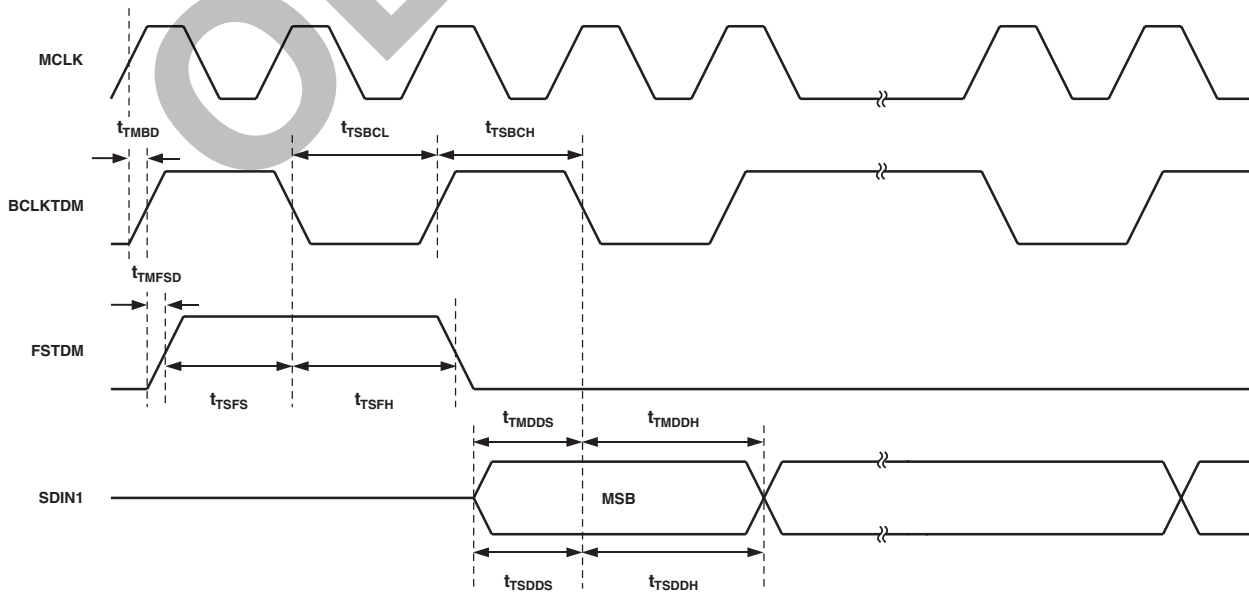 MCLK
tTMBD
tTSBCL
tTSBCH
BCLKTDM
tTMFSD
FSTDM
tTSFS
tTSFH
tTMDDS
tTMDDH
SDIN1
MSB
tTSDDS
tTSDDH